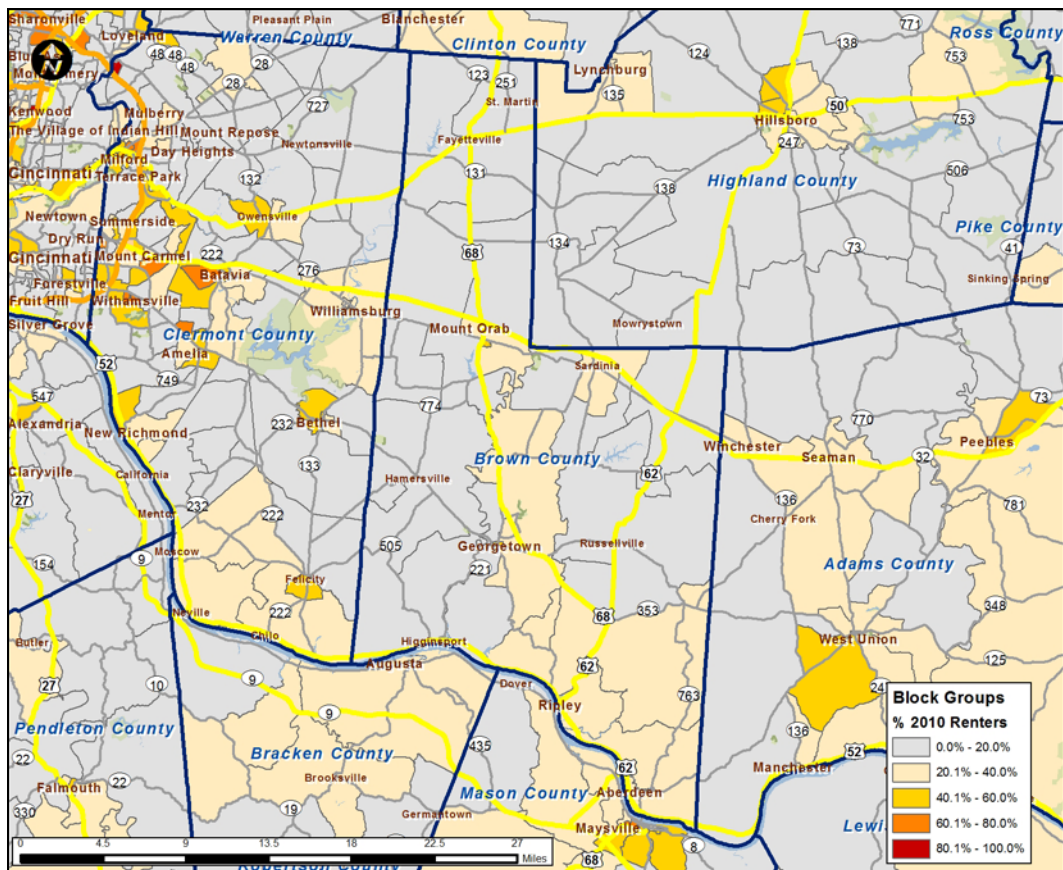 Sharonville
Pleasant Plain
Blanchester
771
Loveland
Warren County
Clinton County
Ross County
48
48
48
28
28
124
138
753
Montgomery
N
123
251
Lynchburg
135
St. Martin
Kenwood
Mulberry
727
50
The Village of Indian Hill
Mount Repose
Fayetteville
Hillsboro
753
Milford
Day Heights
Newtonsville
247
Cincinnati
Terrace Park
132
131
138
Highland County
506
Newtown
Summerside
Owensville
Dry Run
222
68
134
73
Pike County
41
Cincinnati
Mount Carmel
276
Sinking Spring
Forestville
Batavia
Fruit Hill
Withamsville
Williamsburg
Silver Grove
Clermont County
Mount Orab
Mowrystown
52
Amelia
Sardinia
749
547
774
73
Alexandria
New Richmond
232
Bethel
770
Peebles
Winchester
Seaman
32
Claryville
California
133
Brown County
62
27
Hamersville
136
781
Mentor
232
222
Cherry Fork
154
9
Moscow
505
Georgetown
Russellville
Adams County
221
Felicity
Neville
222
68
353
348
Butler
Chilo
Higginsport
West Union
Augusta
62
125
27
10
9
Dover
763
Ripley
9
136
Pendleton County
435
52
Bracken County
22
22
Brooksville
62
Manchester
Falmouth
Mason County
Aberdeen
330
19
Germantown
Maysville
8
68
Robertson County
0 4.5 9 13.5 18 22.5 27
Miles
Block Groups
% 2010 Renters
0.0% - 20.0%
20.1% - 40.0%
40.1% - 60.0%
60.1% - 80.0%
80.1% - 100.0%